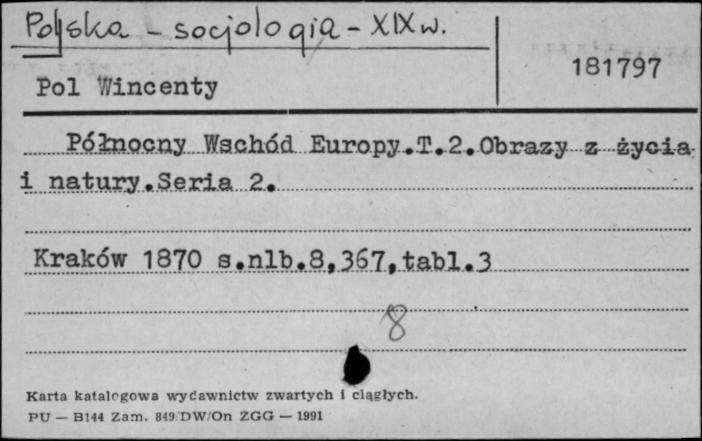 Polska - socjologia - XIX w.
181797
Pol Wincenty
Północny Wschód Europy.T.2.Obrazy z życia
i natury.Seria 2.
Kraków 1870 s.nlb.8,367,tabl.3
8
Karta katalogowa wydawnictw zwartych i ciągłych.
PU — B144 Zam. 849/DW/On ŻGG — 1991